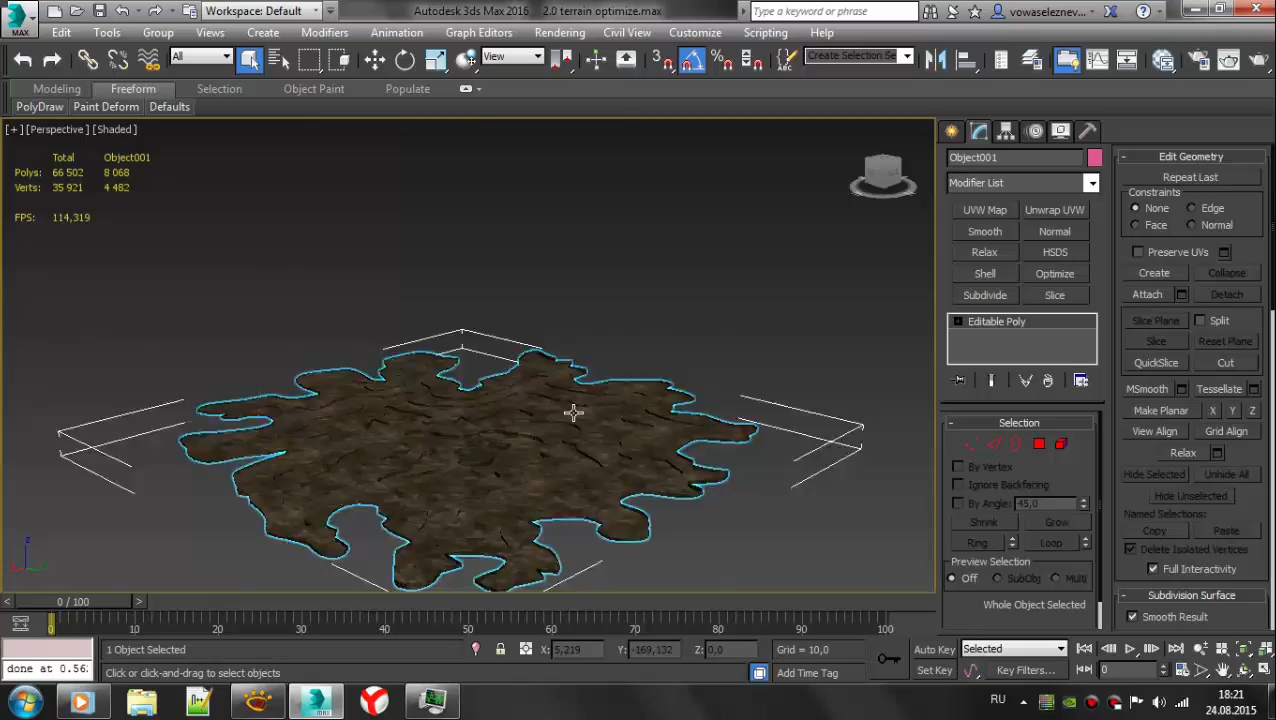 MAX
Workspace: Default
Autodesk 3ds Max 2016
2.0 terrain optimize.max
Type a keyword or phrase
vowaseleznev...
Edit
Tools
Group
Views
Create
Modifiers
Animation
Graph Editors
Rendering
Civil View
Customize
Scripting
Help
All
View
3
Create Selection Se
Modeling
Freeform
Selection
Object Paint
Populate
PolyDraw
Paint Deform
Defaults
[+] [Perspective] [Shaded]
Total Object001
Polys: 66 502 8 068
Verts: 35 921 4 482
FPS: 114,319
Object001
Modifier List
UVW Map
Unwrap UVW
Smooth
Normal
Relax
HSDS
Shell
Optimize
Subdivide
Slice
Editable Poly
Selection
By Vertex
Ignore Backfacing
By Angle: 45,0
Shrink
Grow
Ring
Loop
Preview Selection
Off
SubObj
Multi
Whole Object Selected
Edit Geometry
Repeat Last
Constraints
None
Edge
Face
Normal
Preserve UVs
Create
Collapse
Attach
Detach
Slice Plane
Split
Slice
Reset Plane
QuickSlice
Cut
MSmooth
Tessellate
Make Planar
X
Y
Z
View Align
Grid Align
Relax
Hide Selected
Unhide All
Hide Unselected
Named Selections:
Copy
Paste
Delete Isolated Vertices
Full Interactivity
Subdivision Surface
Smooth Result
z
0 / 100
0 10 20 30 40 50 60 70 80 90 100
1 Object Selected
X: 5,219
Y: -169,132
Z: 0,0
Grid = 10,0
Auto Key
Selected
done at 0.56
Click or click-and-drag to select objects
Add Time Tag
Set Key
Key Filters...
0
RU
18:21
24.08.2015